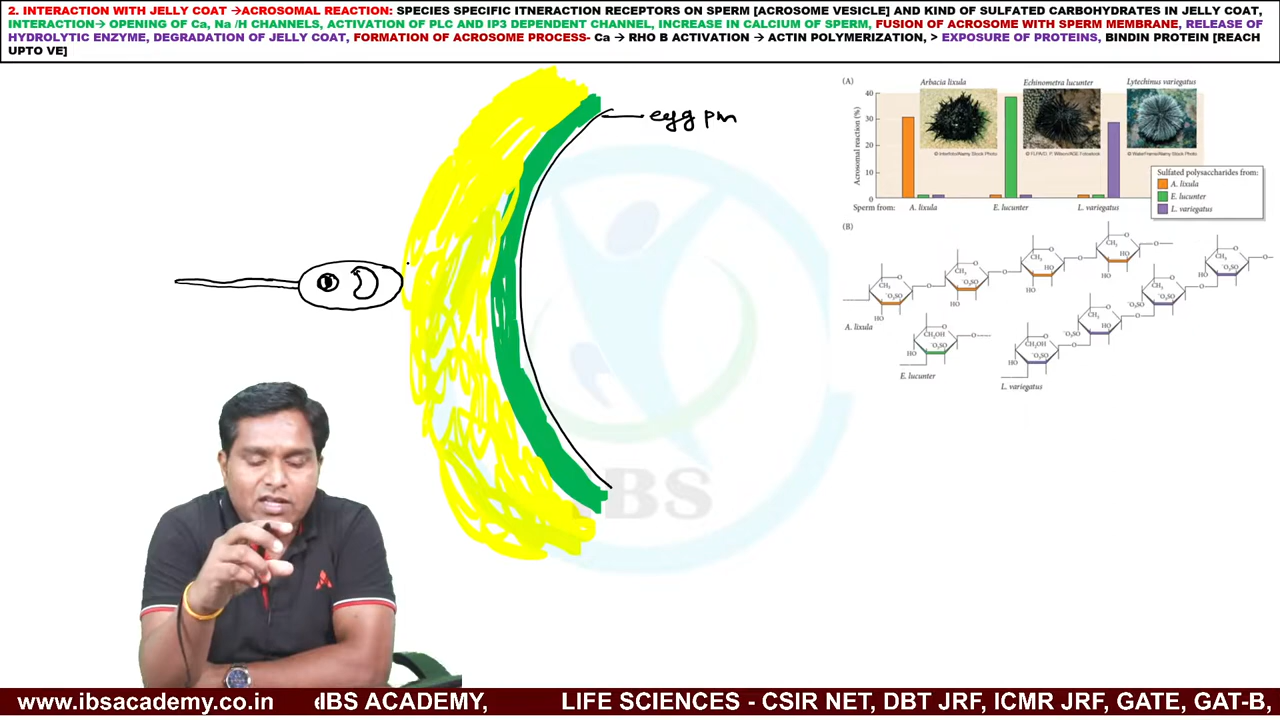 2. INTERACTION WITH JELLY COAT →ACROSOMAL REACTION: SPECIES SPECIFIC ITNERACTION RECEPTORS ON SPERM [ACROSOME VESICLE] AND KIND OF SULFATED CARBOHYDRATES IN JELLY COAT,
INTERACTION→ OPENING OF Ca, Na /H CHANNELS, ACTIVATION OF PLC AND IP3 DEPENDENT CHANNEL, INCREASE IN CALCIUM OF SPERM, FUSION OF ACROSOME WITH SPERM MEMBRANE, RELEASE OF
HYDROLYTIC ENZYME, DEGRADATION OF JELLY COAT, FORMATION OF ACROSOME PROCESS- Ca → RHO B ACTIVATION → ACTIN POLYMERIZATION, > EXPOSURE OF PROTEINS, BINDIN PROTEIN [REACH
UPTO VE]
egg pm
(A)
Arbacia lixula Echinometra lucunter Lytechinus variegatus
Acrosomal reaction (%)
40
30
20
10
0
Sulfated polysaccharides from:
A. lixula
E. lucunter
L. variegatus
Sperm from: A. lixula E. lucunter L. variegatus
(B)
A. lixula
E. lucunter
L. variegatus
CH₃
⁻O₃SO
HO
O
CH₂OH
IBS
www.ibsacademy.co.in IBS ACADEMY, LIFE SCIENCES - CSIR NET, DBT JRF, ICMR JRF, GATE, GAT-B,